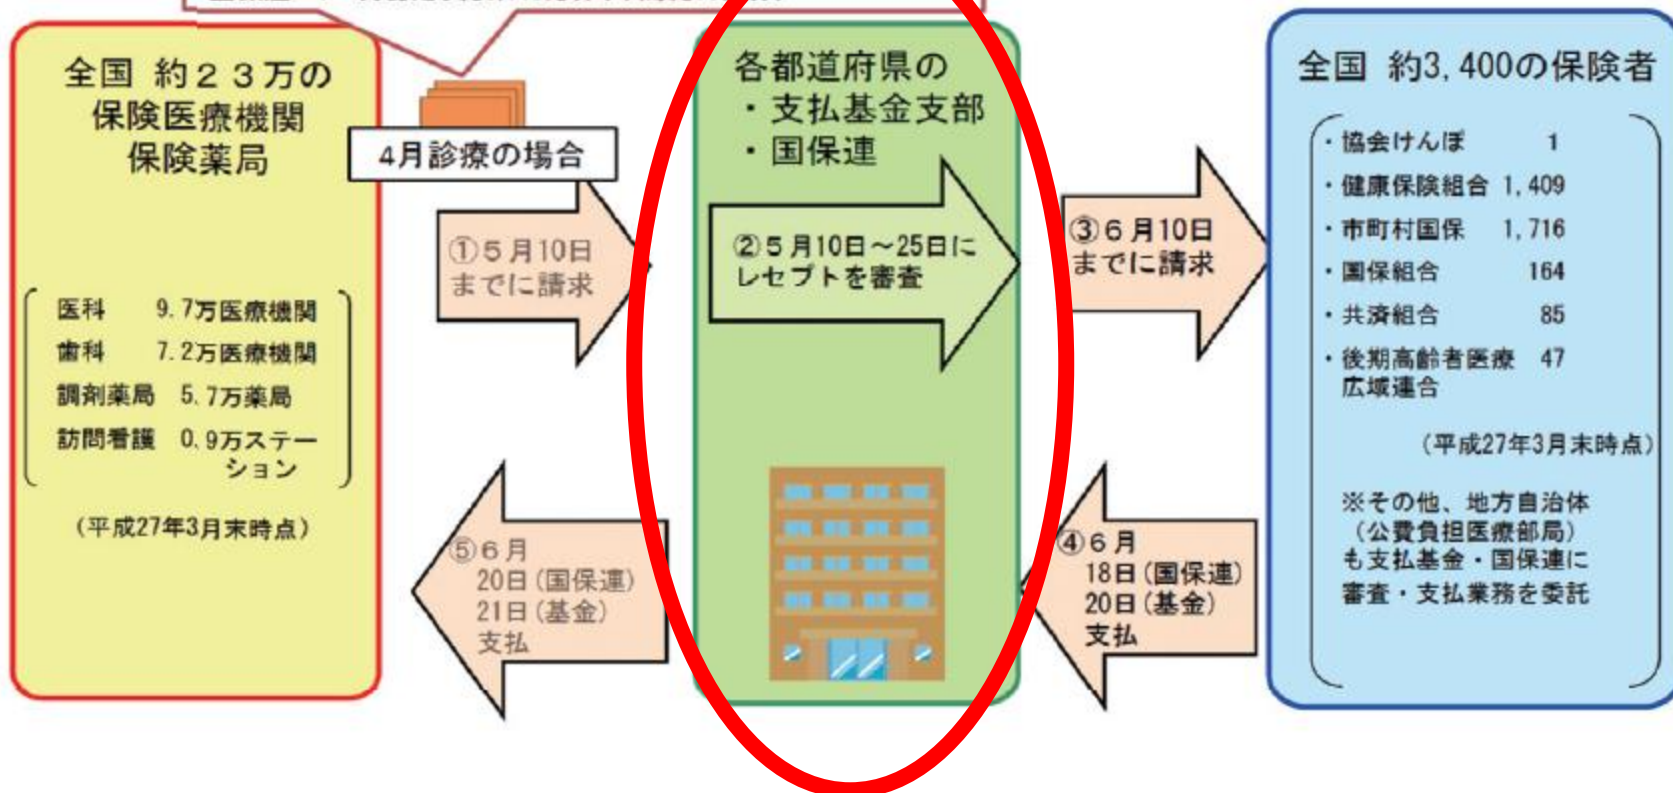 全国 約23万の
保険医療機関
保険薬局
医科 9.7万医療機関
歯科 7.2万医療機関
調剤薬局 5.7万薬局
訪問看護 0.9万ステー
ション
(平成27年3月末時点)
4月診療の場合
①5月10日
までに請求
各都道府県の
・支払基金支部
・国保連
②5月10日~25日に
レセプトを審査
③6月10日
までに請求
全国 約3,400の保険者
・協会けんぽ 1
・健康保険組合 1,409
・市町村国保 1,716
・国保組合 164
・共済組合 85
・後期高齢者医療 47
広域連合
(平成27年3月末時点)
※その他、地方自治体
(公費負担医療部局)
も支払基金・国保連に
審査・支払業務を委託
④6月
18日(国保連)
20日(基金)
支払
⑤6月
20日(国保連)
21日(基金)
支払